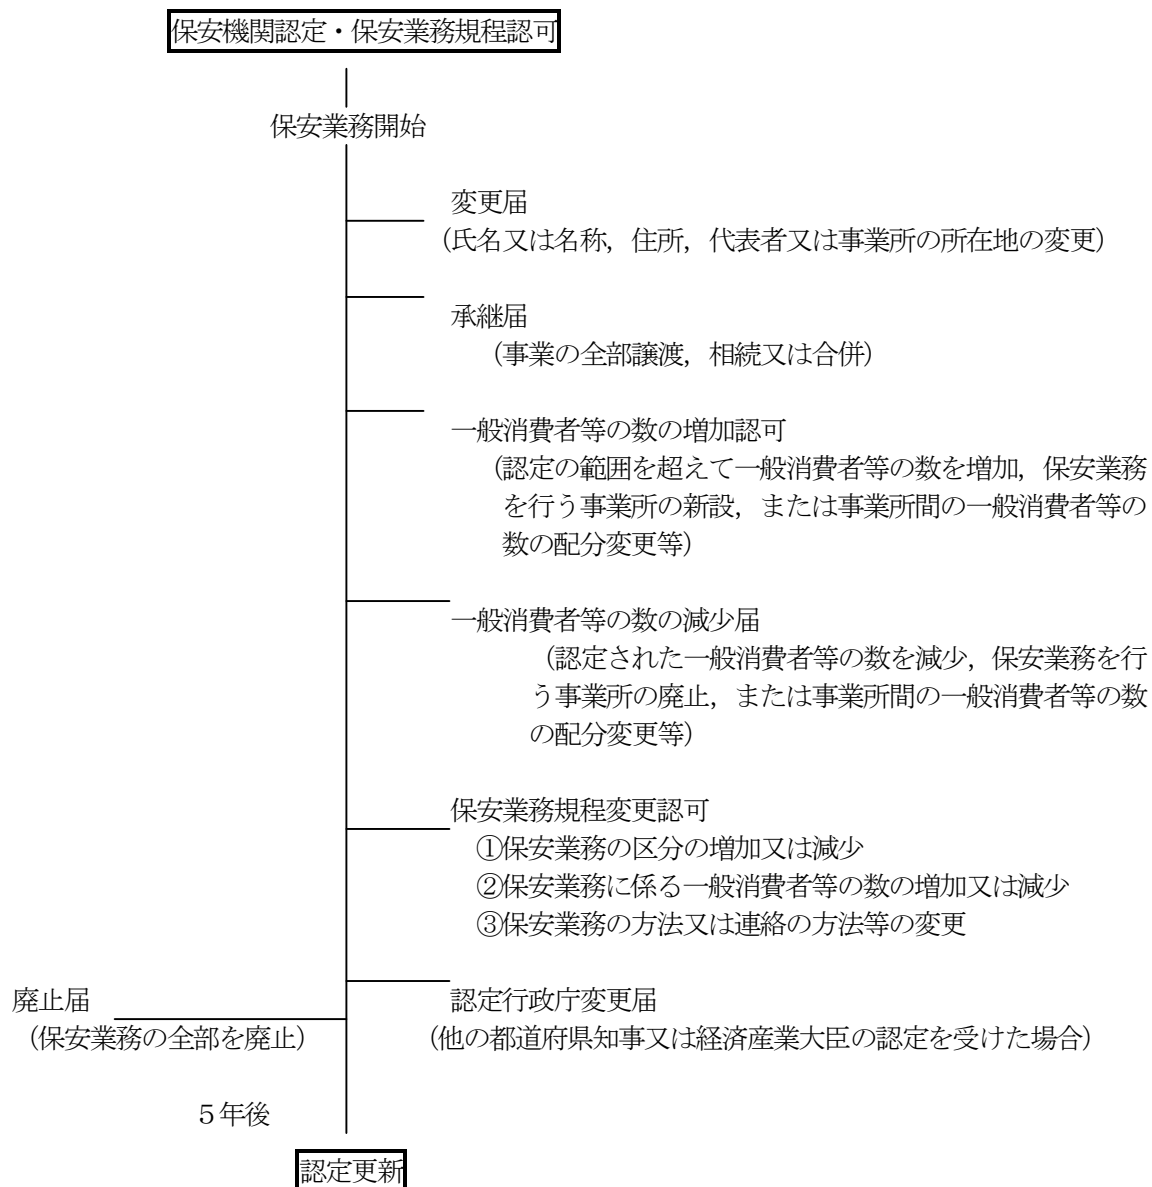 保安機関認定・保安業務規程認可
保安業務開始
変更届
（氏名又は名称，住所，代表者又は事業所の所在地の変更）
承継届
（事業の全部譲渡，相続又は合併）
一般消費者等の数の増加認可
（認定の範囲を超えて一般消費者等の数を増加，保安業務
を行う事業所の新設，または事業所間の一般消費者等の
数の配分変更等）
一般消費者等の数の減少届
（認定された一般消費者等の数を減少，保安業務を行
う事業所の廃止，または事業所間の一般消費者等の数
の配分変更等）
保安業務規程変更認可
①保安業務の区分の増加又は減少
②保安業務に係る一般消費者等の数の増加又は減少
③保安業務の方法又は連絡の方法等の変更
廃止届
（保安業務の全部を廃止）
認定行政庁変更届
（他の都道府県知事又は経済産業大臣の認定を受けた場合）
５年後
認定更新